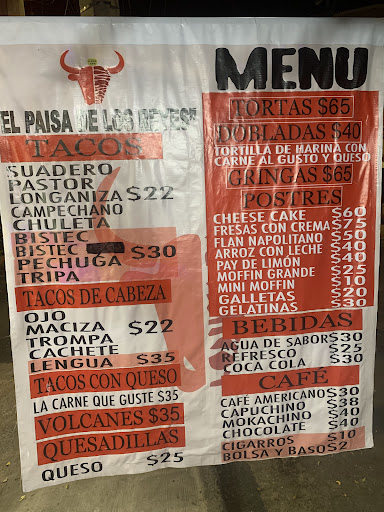 "EL PAISA DE LOS REYES"
TACOS
SUADERO
PASTOR
LONGANIZA $22
CAMPECHANO
CHULETA
BISTEC
BISTEC
PECHUGA $30
TRIPA
TACOS DE CABEZA
OJO
MACIZA $22
TROMPA
CACHETE
LENGUA $35
TACOS CON QUESO
LA CARNE QUE GUSTE $35
VOLCANES $35
QUESADILLAS
QUESO $25
MENU
TORTAS $65
DOBLADAS $40
TORTILLA DE HARINA CON
CARNE AL GUSTO Y QUESO
GRINGAS $65
POSTRES
CHEESE CAKE $60
FRESAS CON CREMA $75
FLAN NAPOLITANO $50
ARROZ CON LECHE $40
PAY DE LIMÓN $40
MOFFIN GRANDE $25
MINI MOFFIN $10
GALLETAS $20
GELATINAS $30
BEBIDAS
AGUA DE SABOR $30
REFRESCO $25
COCA COLA $30
CAFÉ
CAFÉ AMERICANO $30
CAPUCHINO $38
MOKACHINO $40
CHOCOLATE $40
CIGARROS $10
BOLSA Y BASO $2